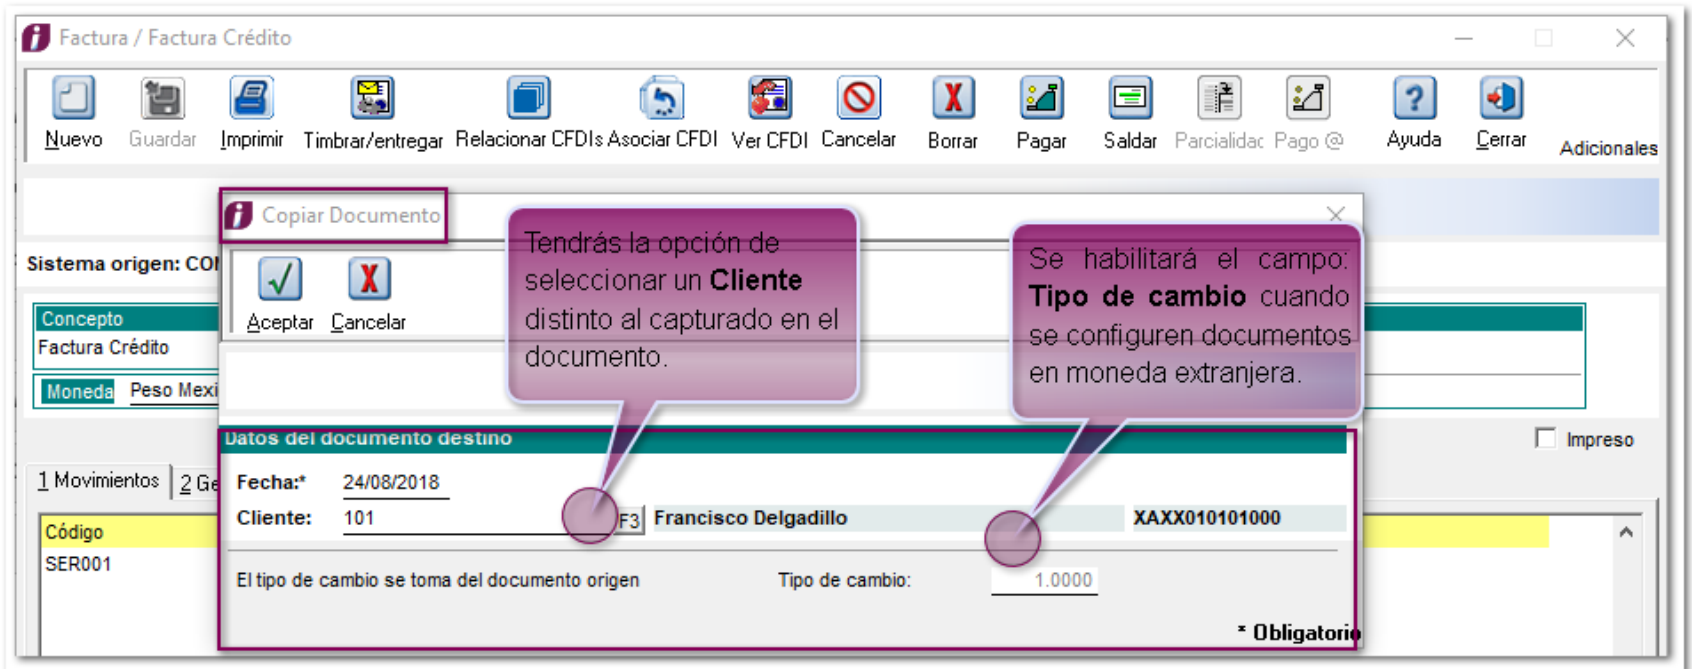 Factura / Factura Crédito
Nuevo Guardar Imprimir Timbrar/entregar Relacionar CFDIs Asociar CFDI Ver CFDI Cancelar Borrar Pagar Saldar Parcialidac Pago @ Ayuda Cerrar Adicionales
Copiar Documento
Tendrás la opción de
seleccionar un Cliente
distinto al capturado en el
documento.
Se habilitará el campo:
Tipo de cambio cuando
se configuren documentos
en moneda extranjera.
Sistema origen: CO
Aceptar Cancelar
Concepto
Factura Crédito
Moneda Peso Mexi
Datos del documento destino
Impreso
1 Movimientos 2 Ge
Fecha:* 24/08/2018
Cliente: 101 F3 Francisco Delgadillo XAXX010101000
Código
SER001
El tipo de cambio se toma del documento origen Tipo de cambio: 1.0000
* Obligatorio